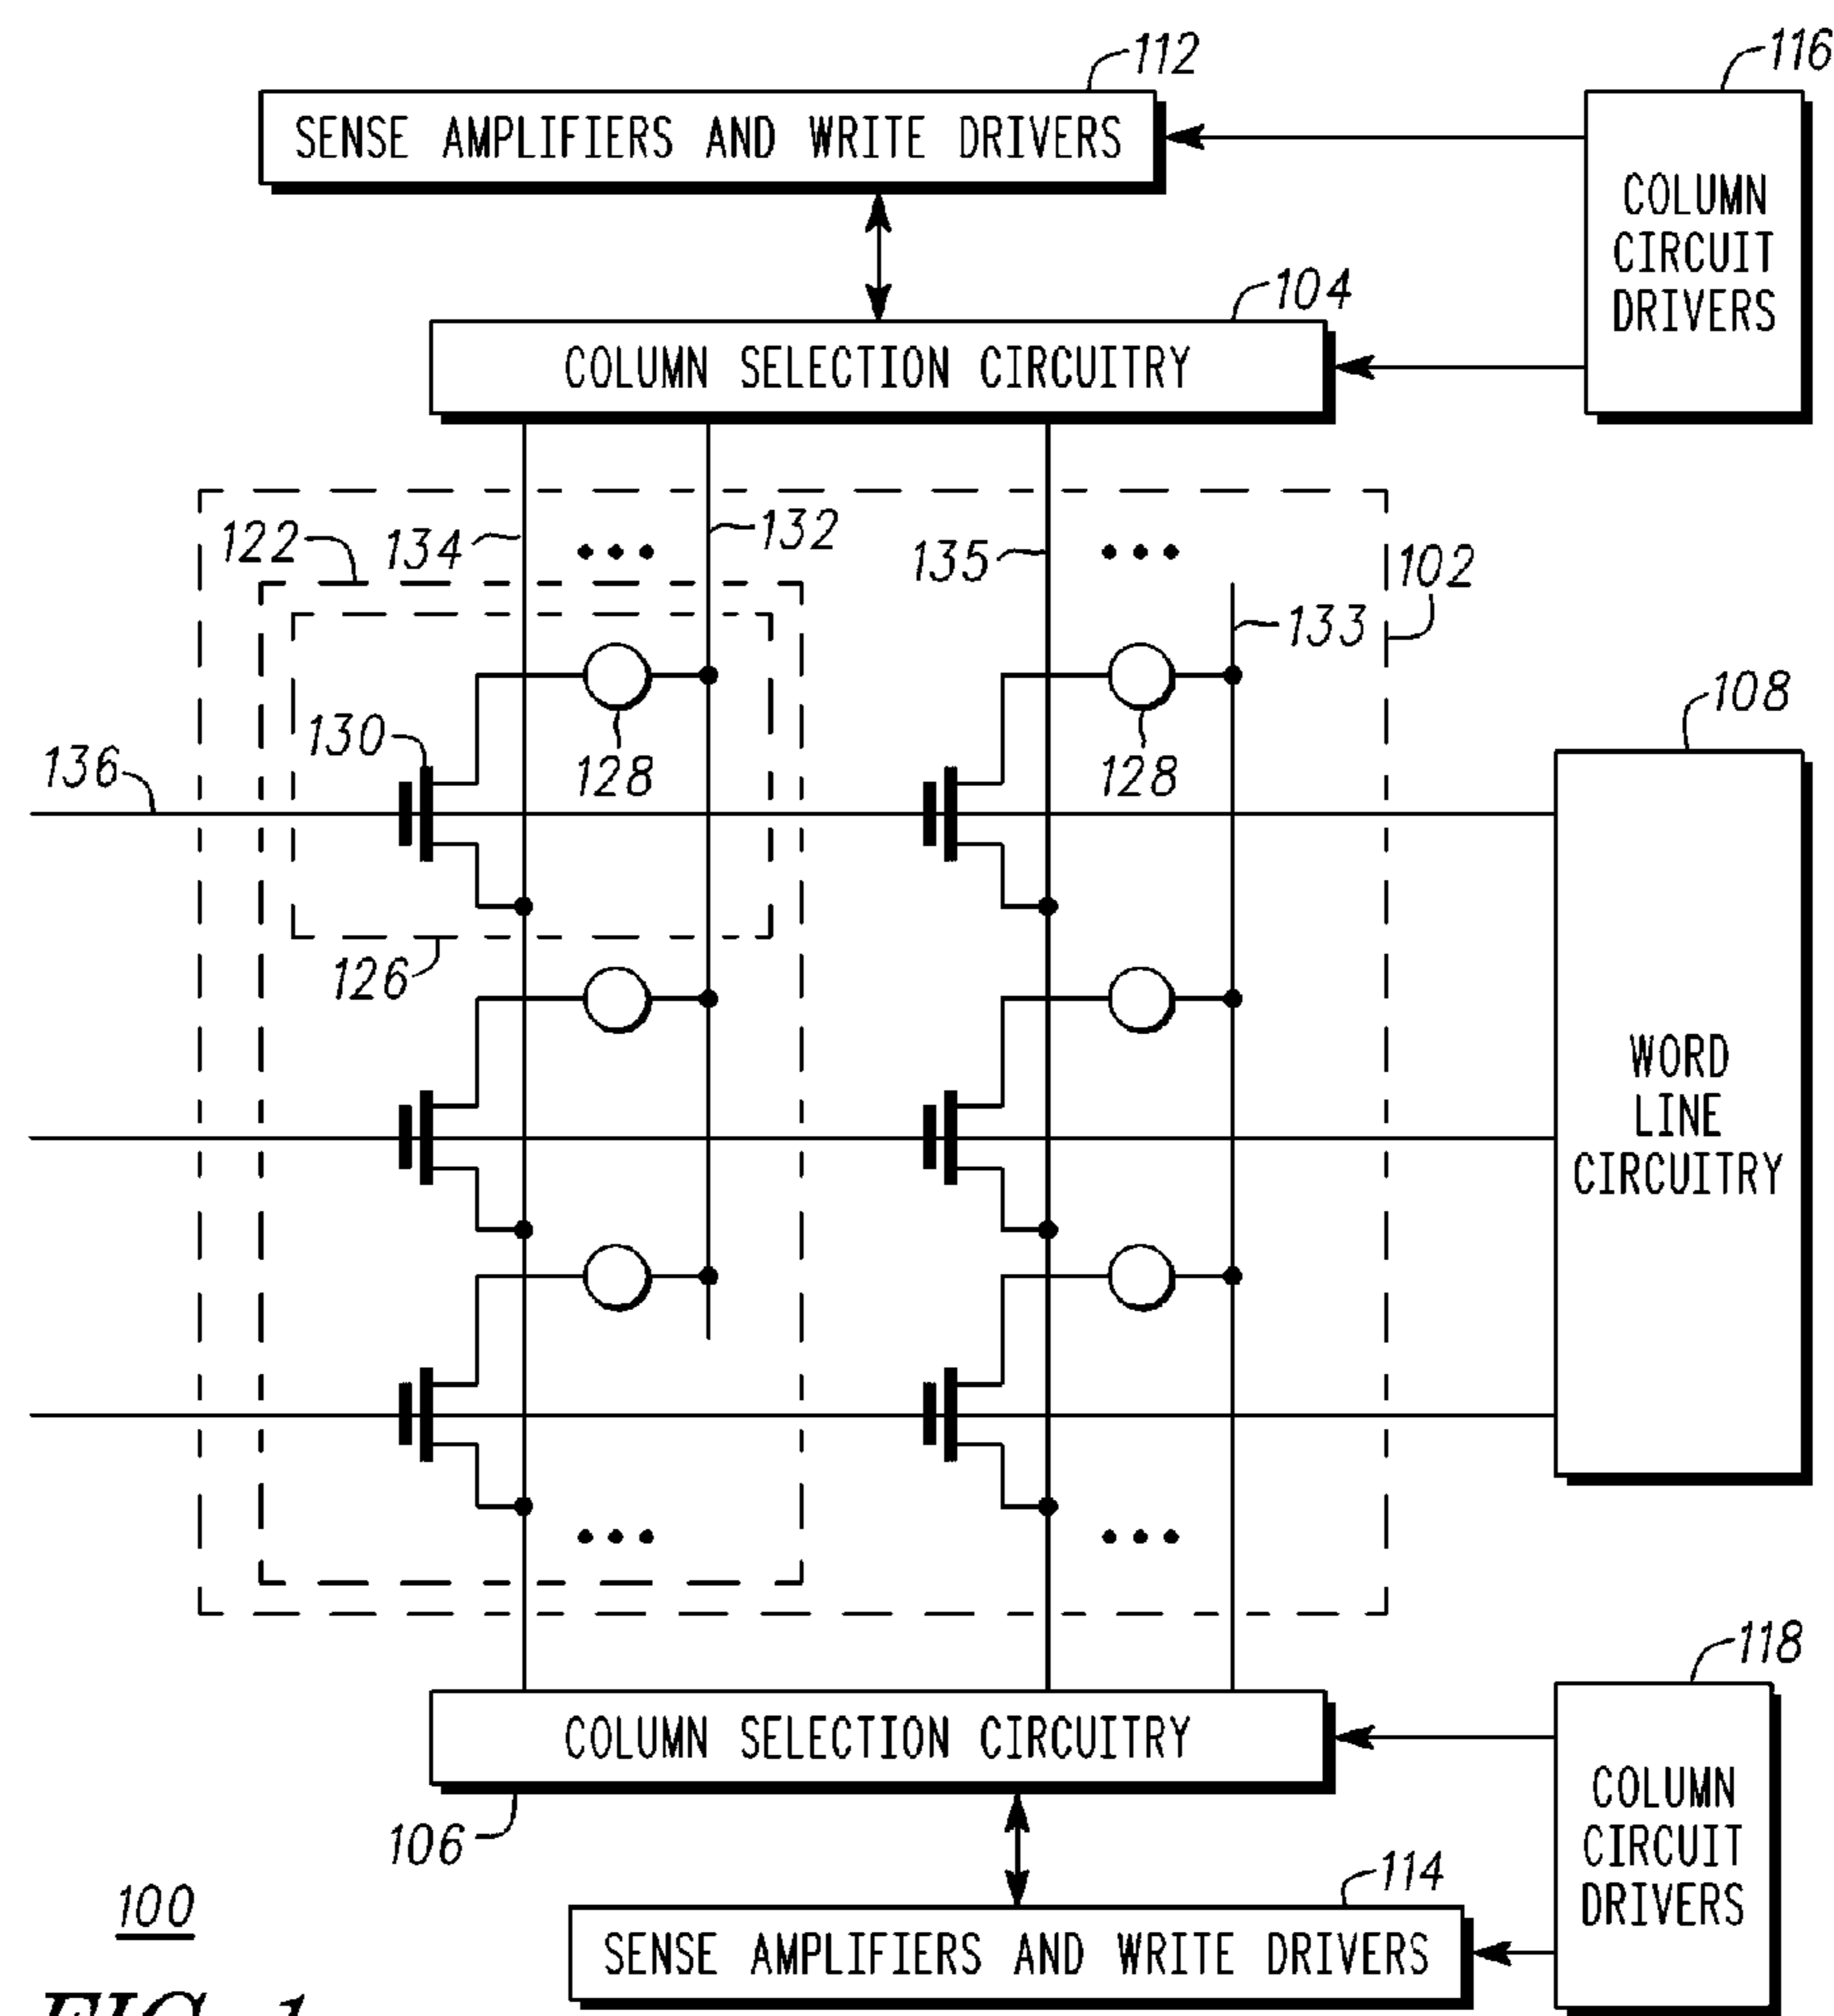 112
116
SENSE AMPLIFIERS AND WRITE DRIVERS
COLUMN
CIRCUIT
DRIVERS
104
COLUMN SELECTION CIRCUITRY
122
134
132
135
102
133
130
128
128
108
136
126
WORD
LINE
CIRCUITRY
118
COLUMN SELECTION CIRCUITRY
COLUMN
CIRCUIT
DRIVERS
106
114
100
SENSE AMPLIFIERS AND WRITE DRIVERS
FIG. 1